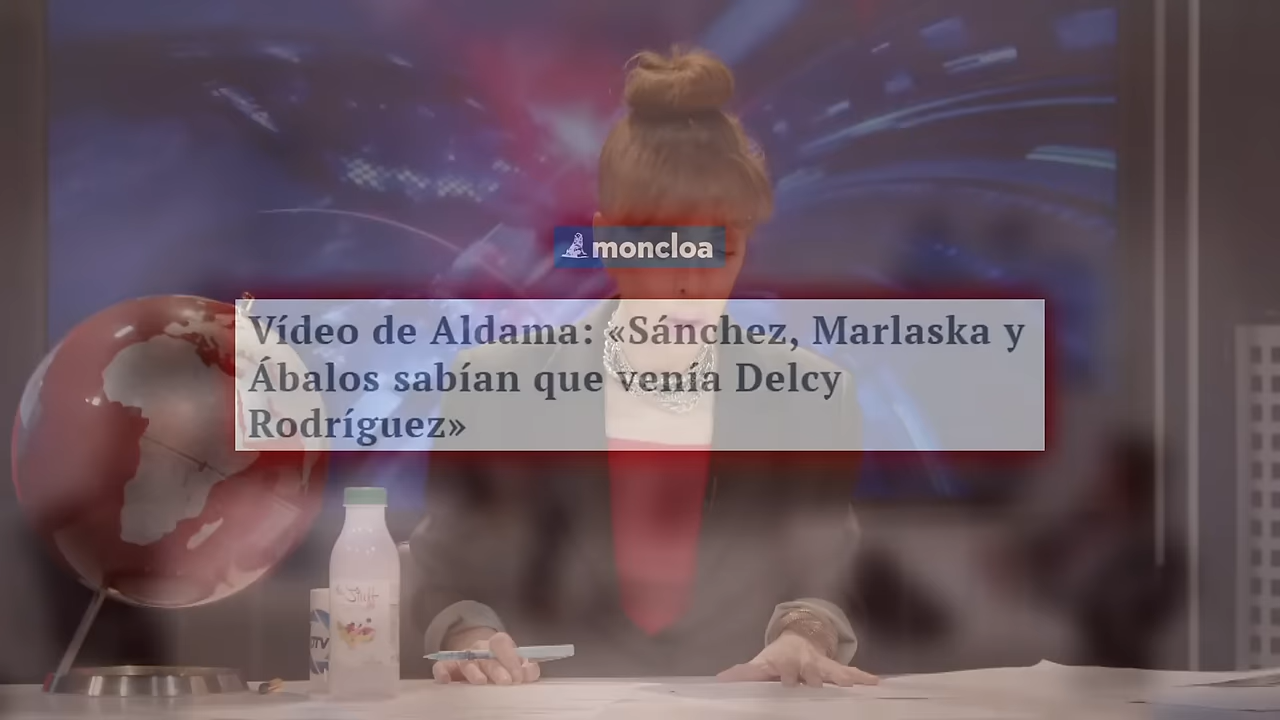 moncloa
Vídeo de Aldama: «Sánchez, Marlaska y
Ábalos sabían que venía Delcy
Rodríguez»